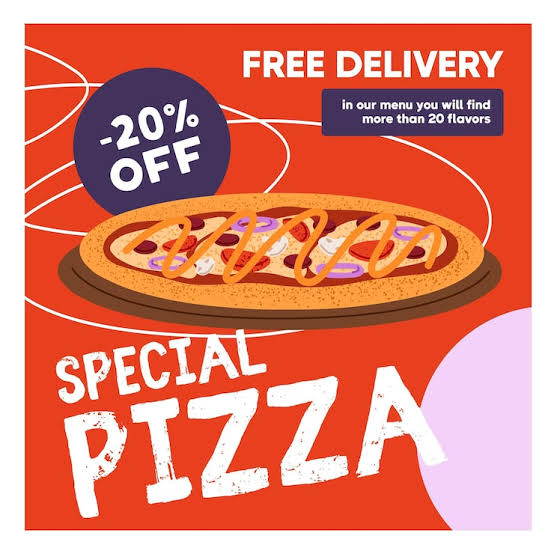 FREE DELIVERY
in our menu you will find
more than 20 flavors
-20%
OFF
SPECIAL
PIZZA